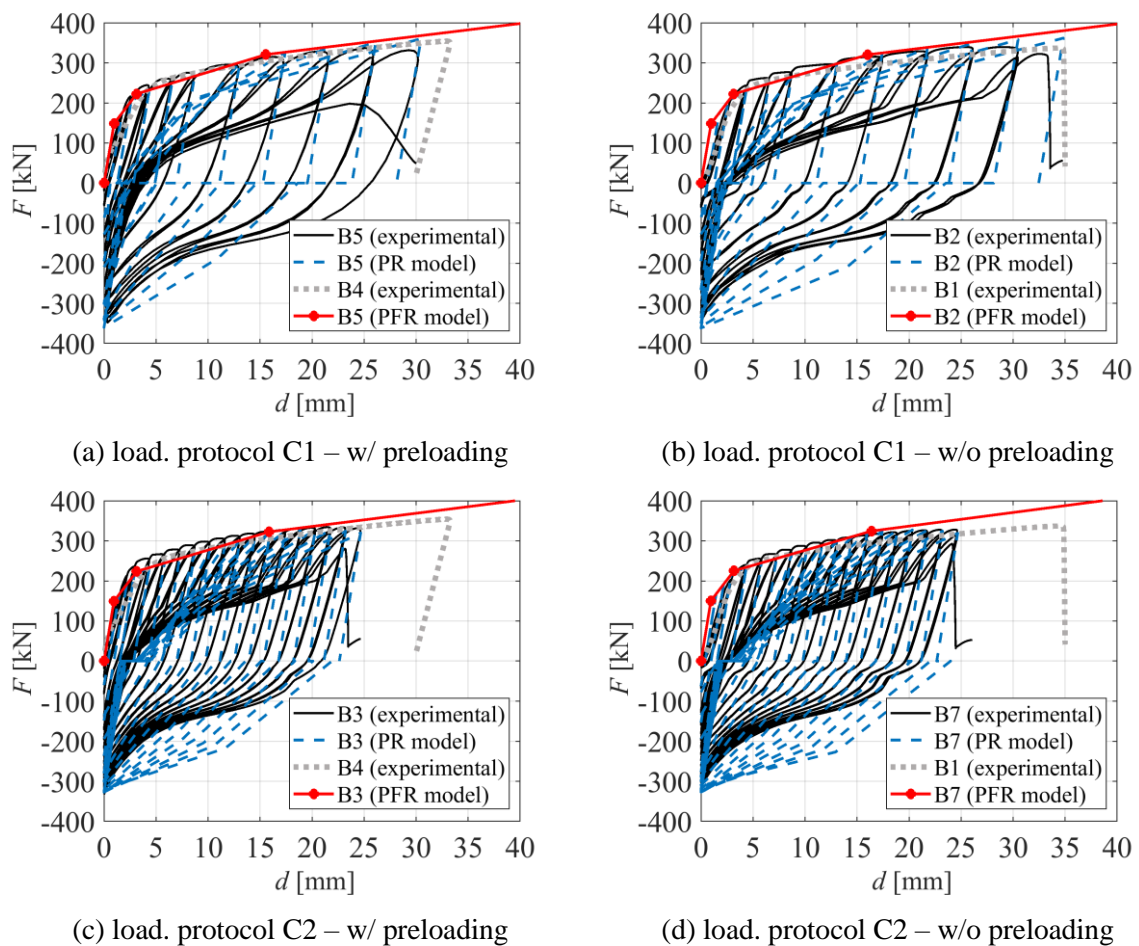 400
300
200
100
0
-100
-200
-300
-400
F [kN]
B5 (experimental)
B5 (PR model)
B4 (experimental)
B5 (PFR model)
0 5 10 15 20 25 30 35 40
d [mm]
(a) load. protocol C1 – w/ preloading
400
300
200
100
0
-100
-200
-300
-400
F [kN]
B2 (experimental)
B2 (PR model)
B1 (experimental)
B2 (PFR model)
0 5 10 15 20 25 30 35 40
d [mm]
(b) load. protocol C1 – w/o preloading
400
300
200
100
0
-100
-200
-300
-400
F [kN]
B3 (experimental)
B3 (PR model)
B4 (experimental)
B3 (PFR model)
0 5 10 15 20 25 30 35 40
d [mm]
(c) load. protocol C2 – w/ preloading
400
300
200
100
0
-100
-200
-300
-400
F [kN]
B7 (experimental)
B7 (PR model)
B1 (experimental)
B7 (PFR model)
0 5 10 15 20 25 30 35 40
d [mm]
(d) load. protocol C2 – w/o preloading